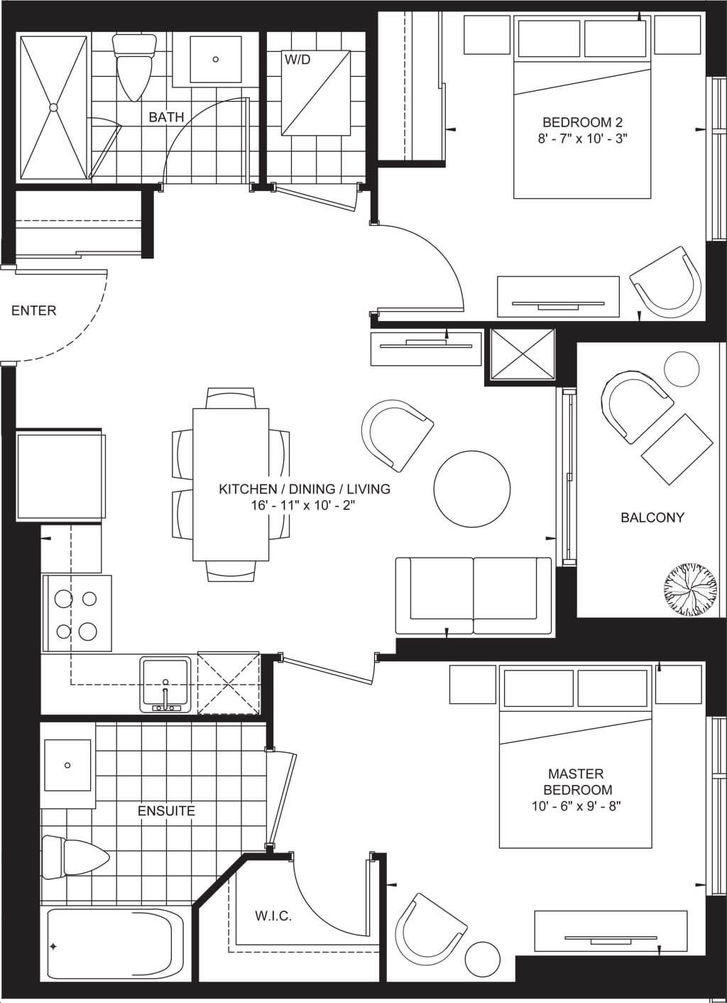 W/D
BATH
BEDROOM 2
8' - 7" x 10' - 3"
ENTER
KITCHEN / DINING / LIVING
16' - 11" x 10' - 2"
BALCONY
MASTER
BEDROOM
10' - 6" x 9' - 8"
ENSUITE
W.I.C.